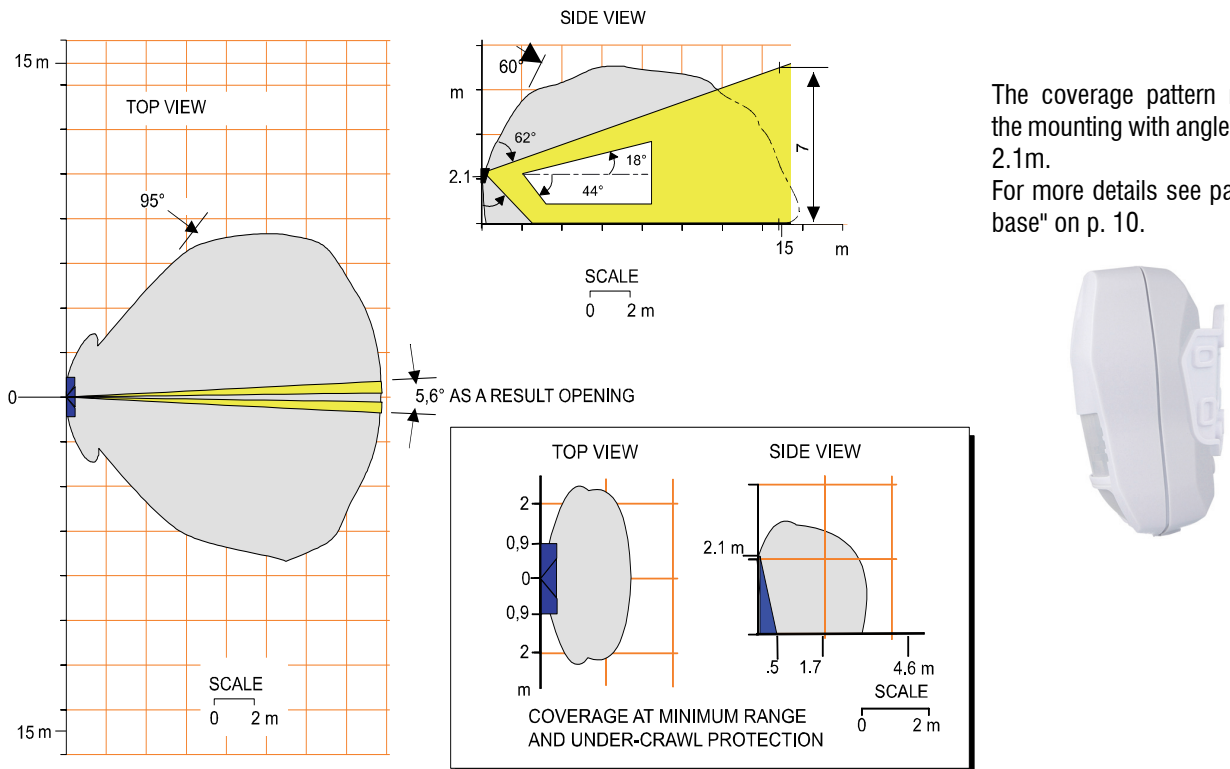 15 m
TOP VIEW
95°
0
5,6° AS A RESULT OPENING
SCALE
0 2 m
15 m
SIDE VIEW
60°
m
62°
18°
2.1
44°
7
15
m
SCALE
0 2 m
The coverage pattern
the mounting with angle
2.1m.
For more details see
base" on p. 10.
TOP VIEW
2
0,9
0
0,9
2
m
SIDE VIEW
2.1 m
.5 1.7 4.6 m
SCALE
0 2 m
COVERAGE AT MINIMUM RANGE
AND UNDER-CRAWL PROTECTION